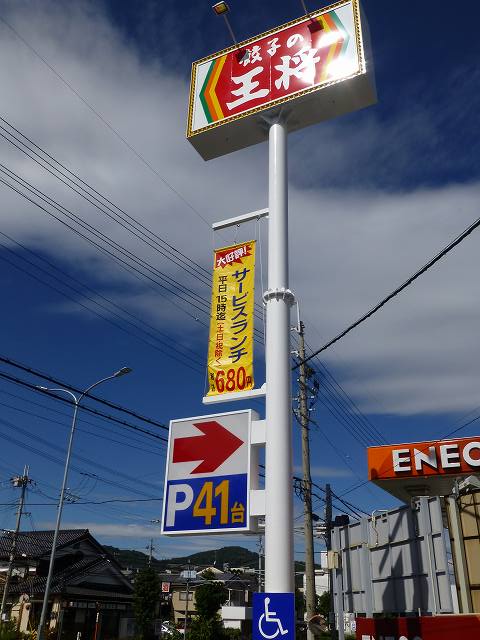 餃子の
王将
大好評!
サービスランチ
平日15時迄(土日祝除く)
680円
P41台
ENEO